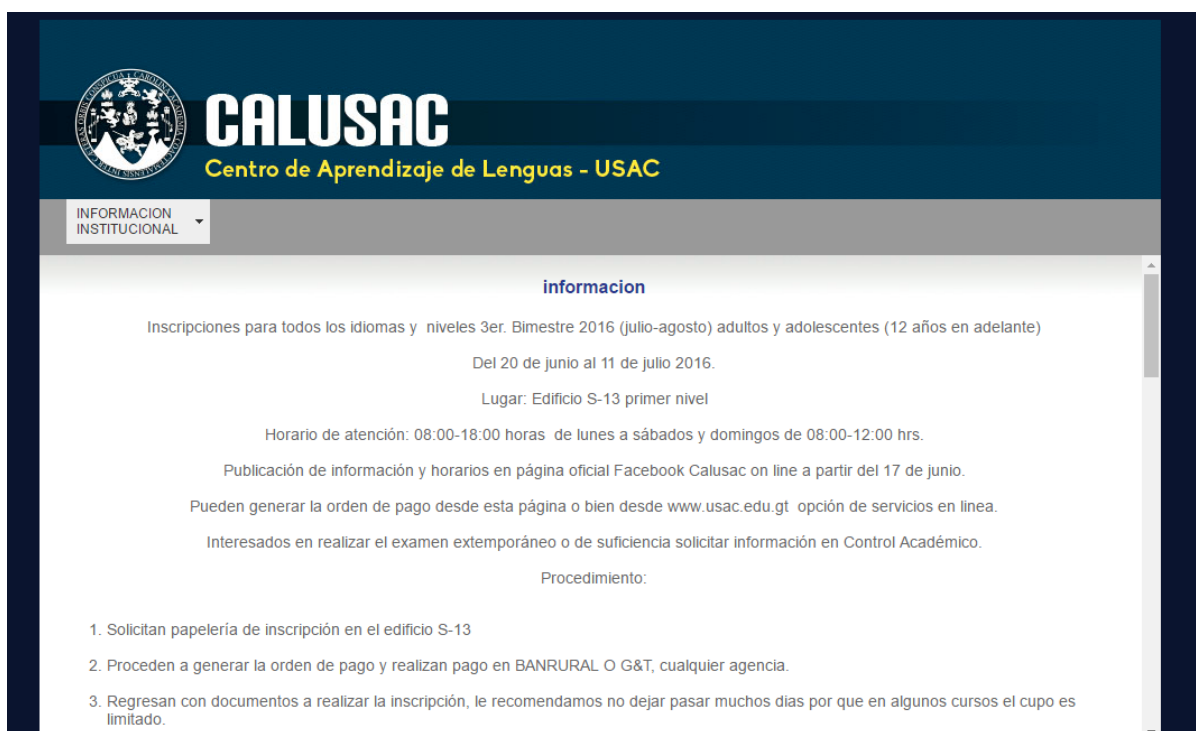 CALUSAC
Centro de Aprendizaje de Lenguas - USAC
INFORMACION
INSTITUCIONAL
informacion
Inscripciones para todos los idiomas y niveles 3er. Bimestre 2016 (julio-agosto) adultos y adolescentes (12 años en adelante)
Del 20 de junio al 11 de julio 2016.
Lugar: Edificio S-13 primer nivel
Horario de atención: 08:00-18:00 horas de lunes a sábados y domingos de 08:00-12:00 hrs.
Publicación de información y horarios en página oficial Facebook Calusac on line a partir del 17 de junio.
Pueden generar la orden de pago desde esta página o bien desde www.usac.edu.gt opción de servicios en linea.
Interesados en realizar el examen extemporáneo o de suficiencia solicitar información en Control Académico.
Procedimiento:
1. Solicitan papelería de inscripción en el edificio S-13
2. Proceden a generar la orden de pago y realizan pago en BANRURAL O G&T, cualquier agencia.
3. Regresan con documentos a realizar la inscripción, le recomendamos no dejar pasar muchos dias por que en algunos cursos el cupo es
limitado.